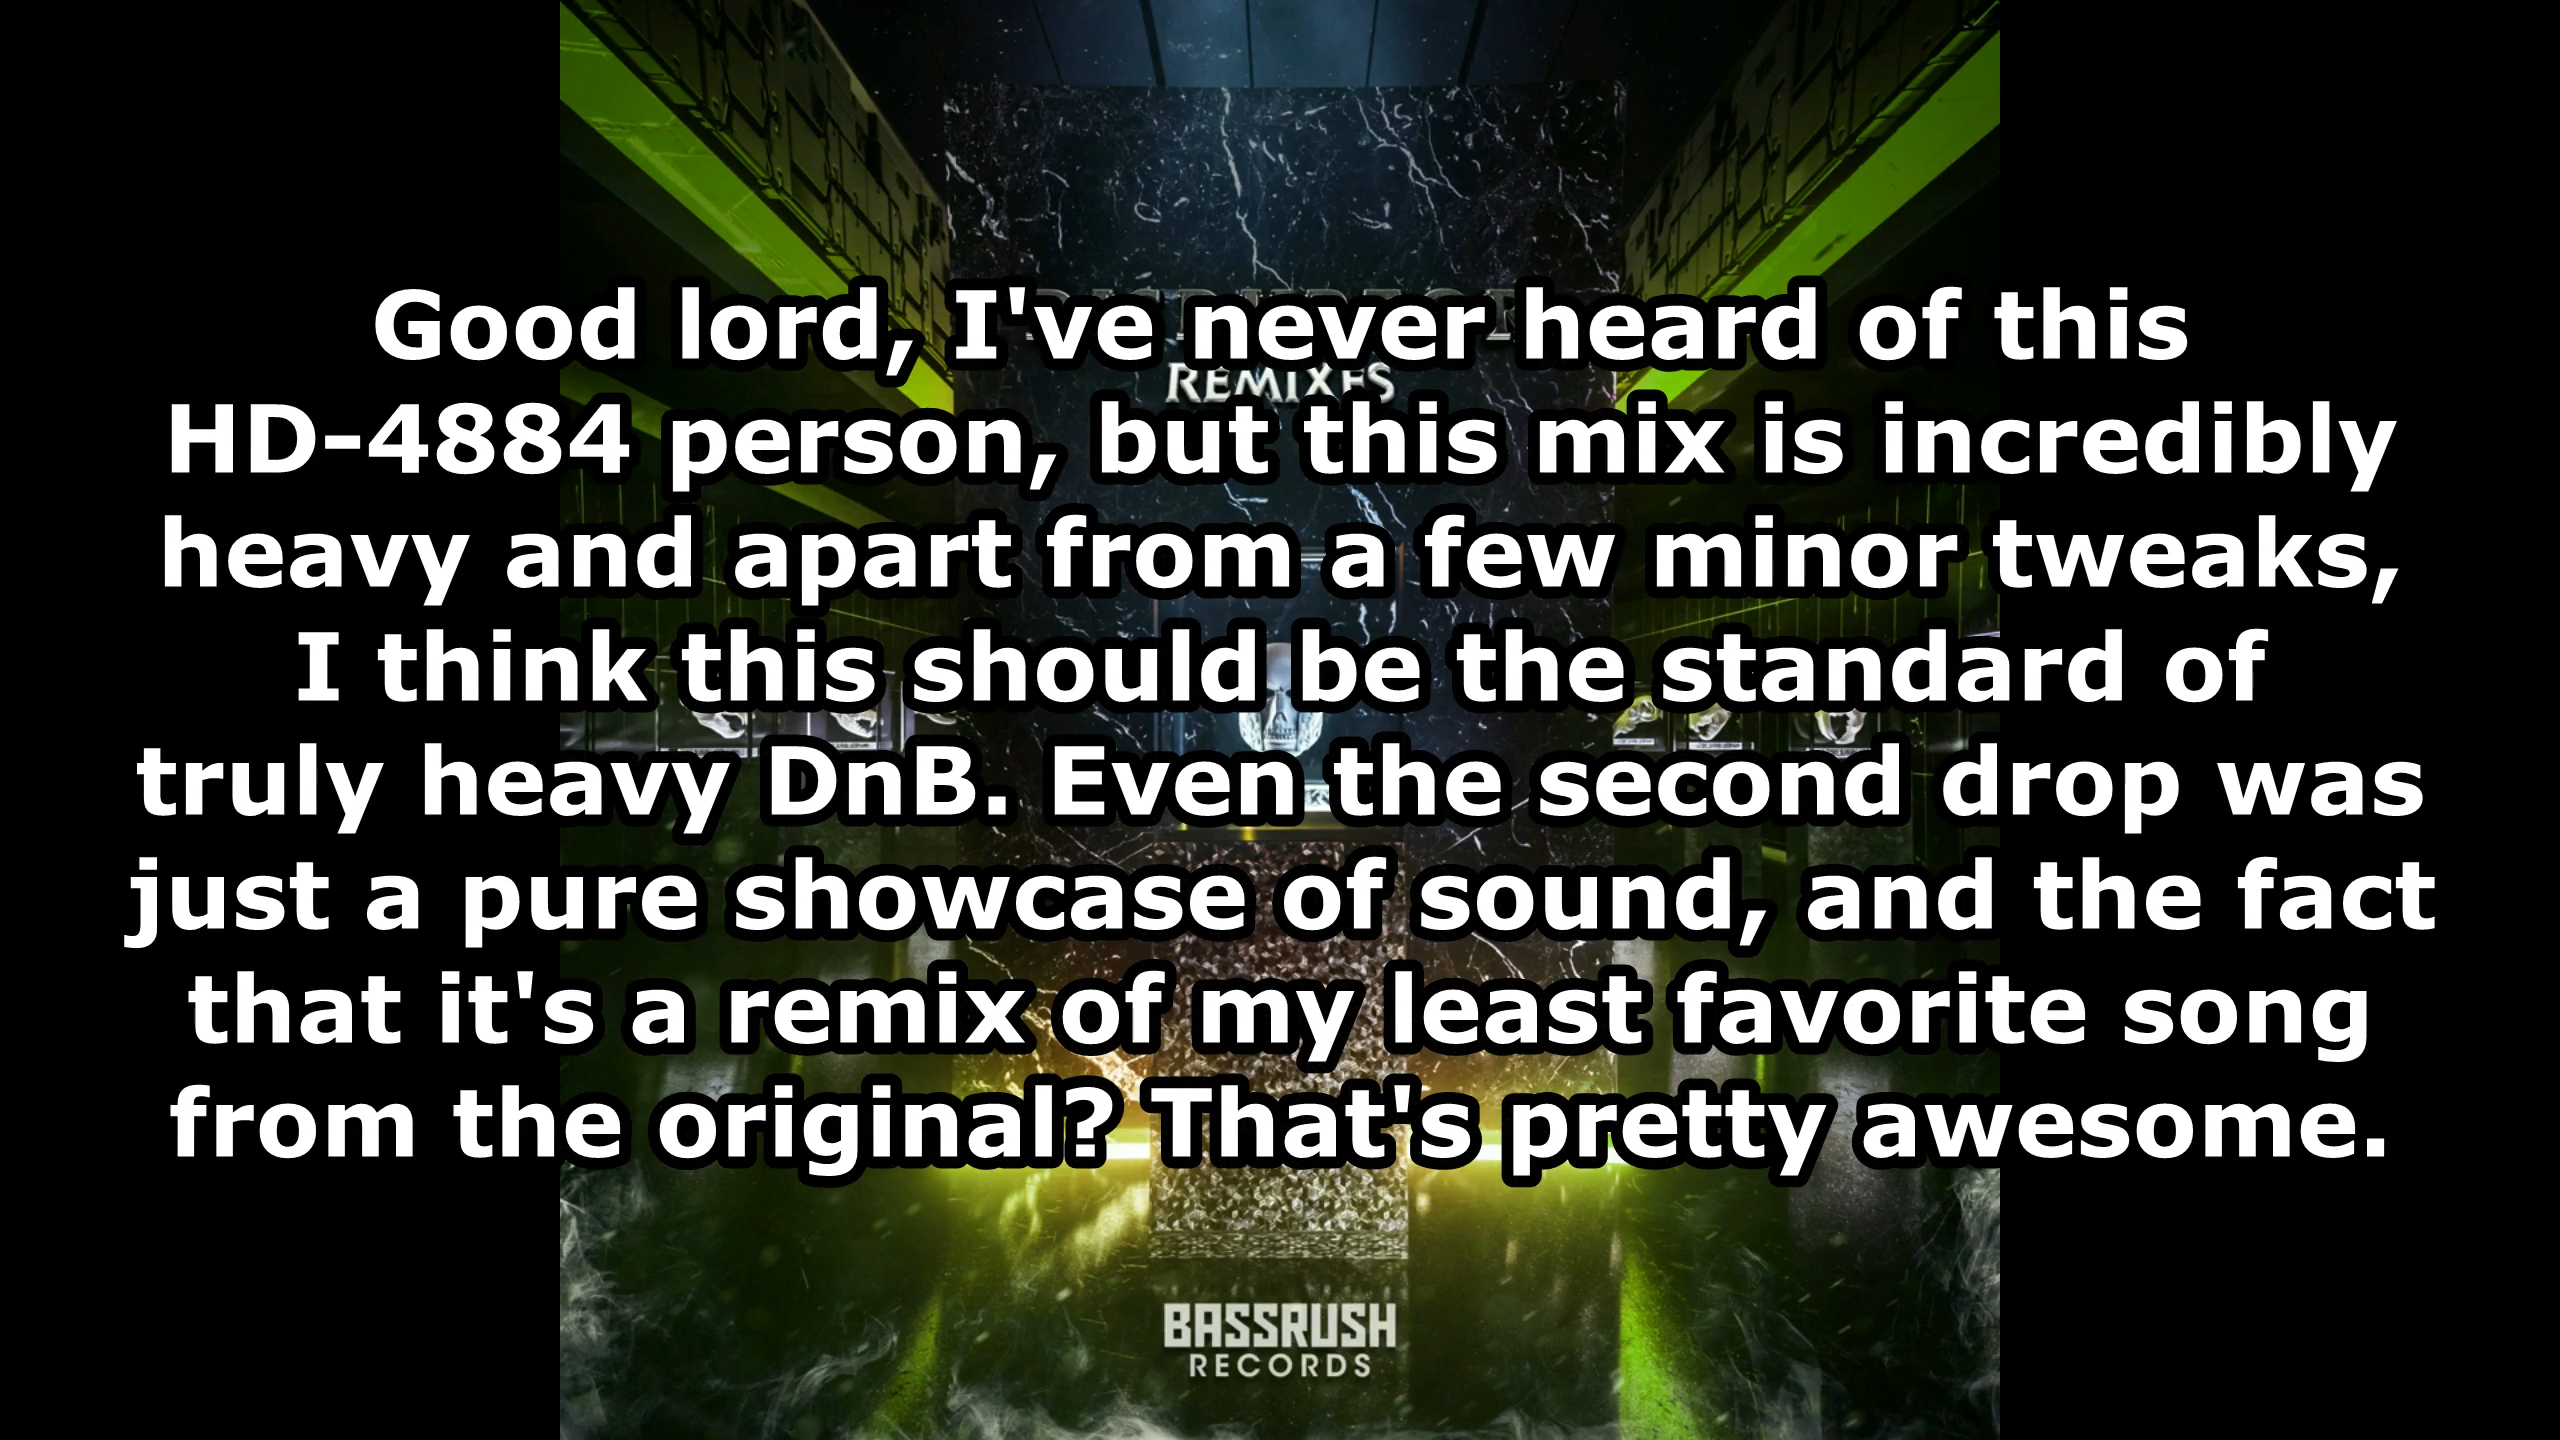 Good lord, I've never heard of this
REMIXES
HD-4884 person, but this mix is incredibly
heavy and apart from a few minor tweaks,
I think this should be the standard of
truly heavy DnB. Even the second drop was
just a pure showcase of sound, and the fact
that it's a remix of my least favorite song
from the original? That's pretty awesome.
BASSRUSH
RECORDS